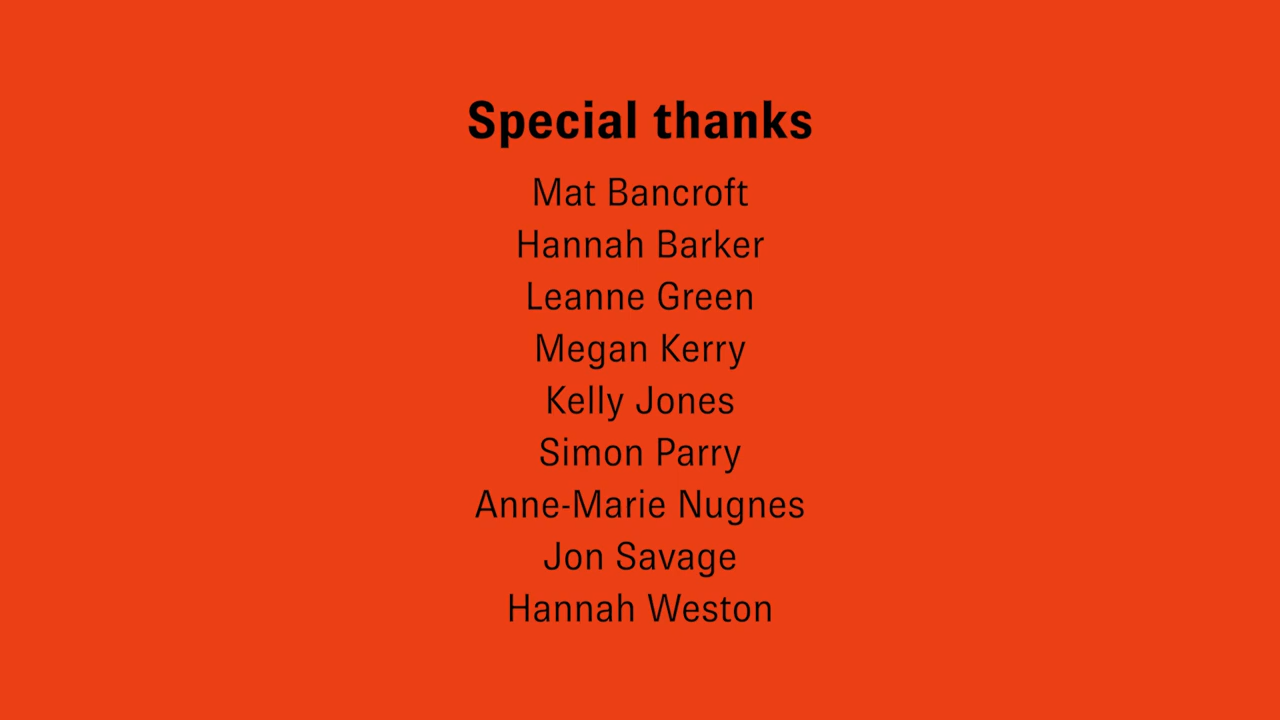 Special thanks
Mat Bancroft
Hannah Barker
Leanne Green
Megan Kerry
Kelly Jones
Simon Parry
Anne-Marie Nugnes
Jon Savage
Hannah Weston